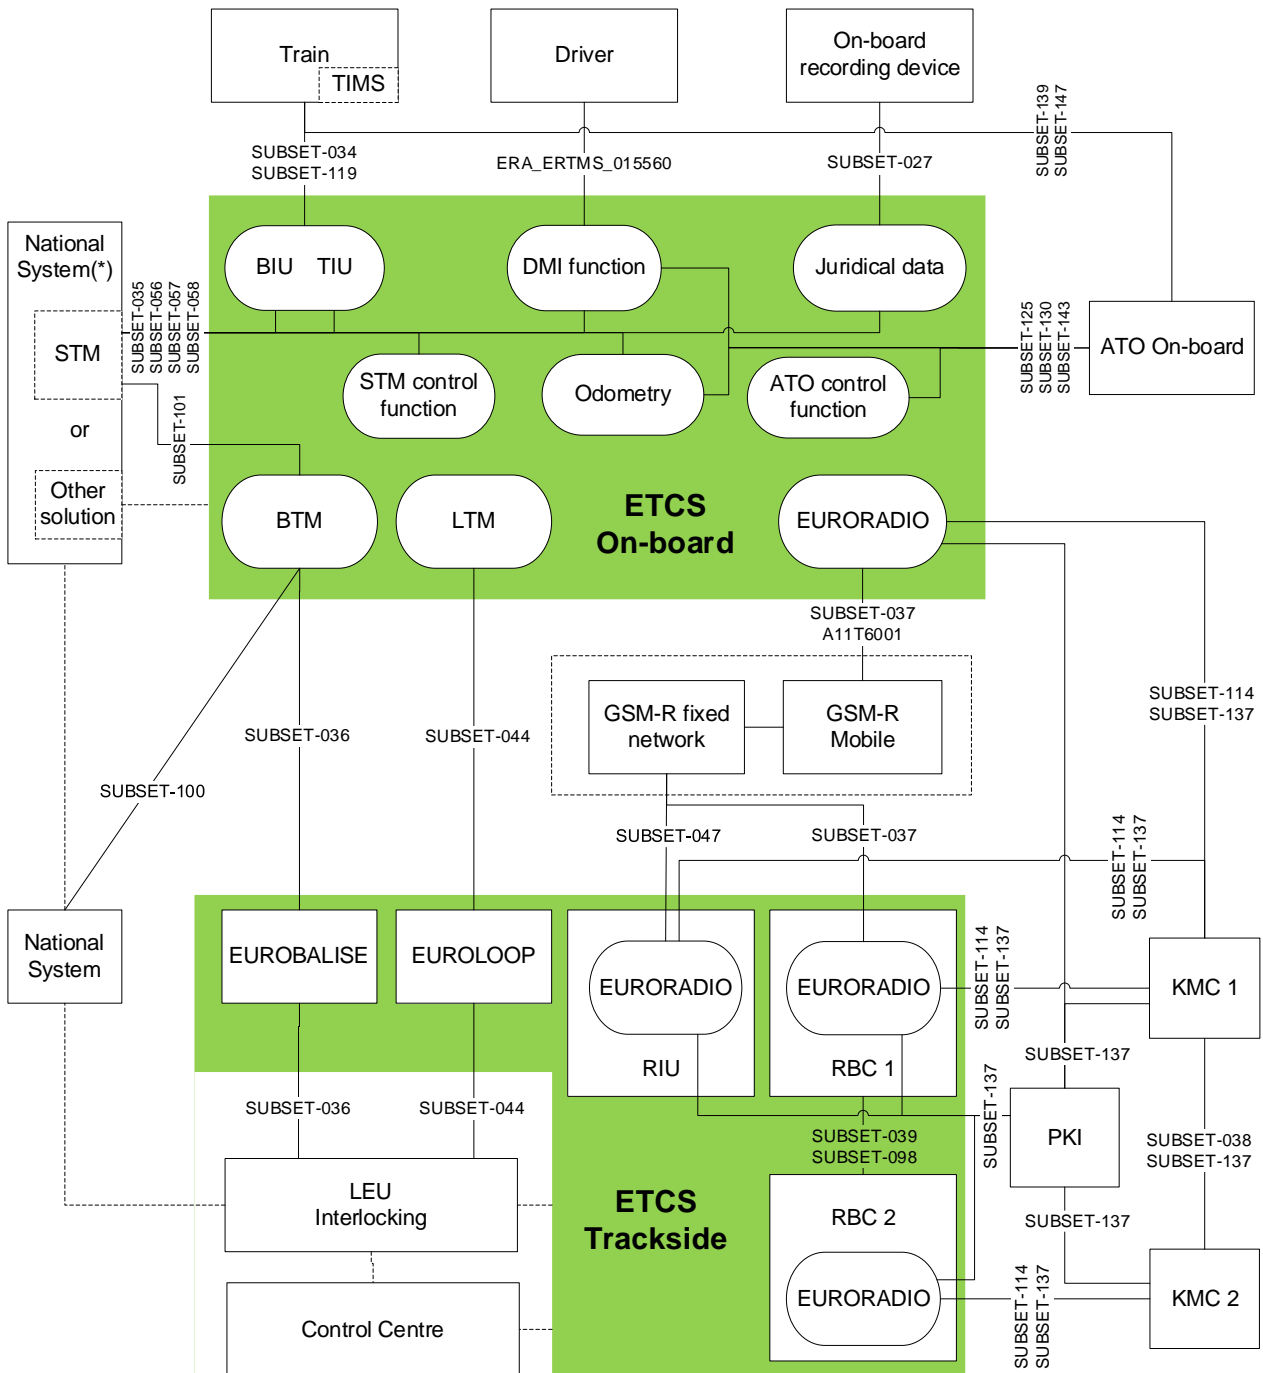 Train
TIMS
Driver
On-board
recording device
SUBSET-139
SUBSET-147
SUBSET-034
SUBSET-119
ERA_ERTMS_015560
SUBSET-027
National
System(*)
STM
or
Other
solution
SUBSET-035
SUBSET-056
SUBSET-057
SUBSET-058
SUBSET-101
BIU TIU
DMI function
Juridical data
STM control
function
Odometry
ATO control
function
SUBSET-125
SUBSET-130
SUBSET-143
ATO On-board
BTM
LTM
ETCS
On-board
EURORADIO
SUBSET-037
A11T6001
GSM-R fixed
network
GSM-R
Mobile
SUBSET-114
SUBSET-137
SUBSET-036
SUBSET-044
SUBSET-100
SUBSET-047
SUBSET-037
SUBSET-114
SUBSET-137
National
System
EUROBALISE
EUROLOOP
EURORADIO
RIU
EURORADIO
RBC 1
SUBSET-114
SUBSET-137
KMC 1
SUBSET-137
SUBSET-036
SUBSET-044
SUBSET-039
SUBSET-098
SUBSET-137
PKI
SUBSET-038
SUBSET-137
LEU
Interlocking
ETCS
Trackside
RBC 2
EURORADIO
SUBSET-137
SUBSET-114
SUBSET-137
KMC 2
Control Centre